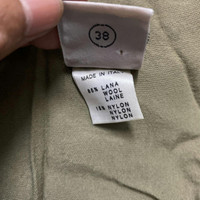 38
MADE IN ITALY
85% LANA
WOOL
LAINE
15% NYLON
NYLON
NYLON